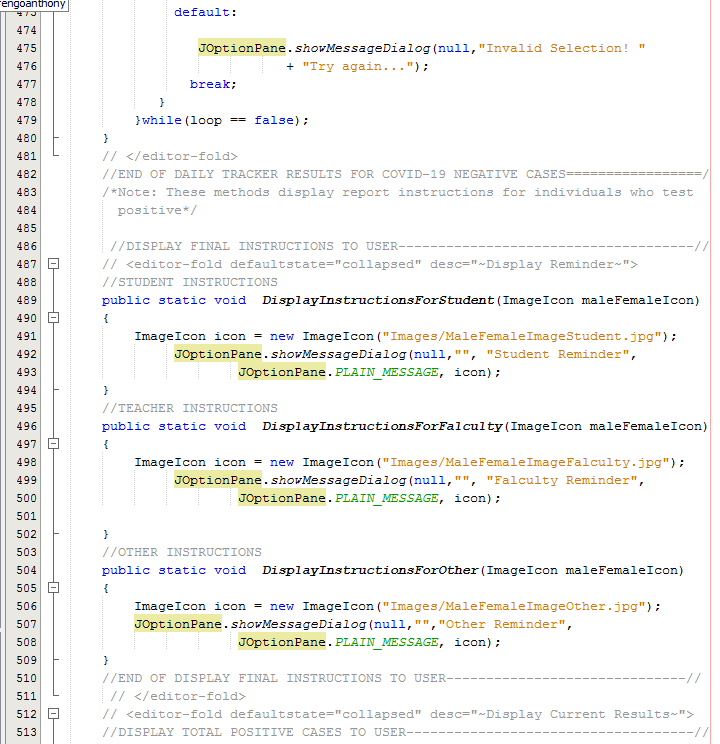 rengoanthony
473 default:
474
475 JOptionPane.showMessageDialog(null,"Invalid Selection! "
476 + "Try again...");
477 break;
478 }
479 }while(loop == false);
480 }
481 // </editor-fold>
482 //END OF DAILY TRACKER RESULTS FOR COVID-19 NEGATIVE CASES=================/
483 /*Note: These methods display report instructions for individuals who test
484 positive*/
485
486 //DISPLAY FINAL INSTRUCTIONS TO USER-------------------------------------//
487 // <editor-fold defaultstate="collapsed" desc="~Display Reminder~">
488 //STUDENT INSTRUCTIONS
489 public static void DisplayInstructionsForStudent(ImageIcon maleFemaleIcon)
490 {
491 ImageIcon icon = new ImageIcon("Images/MaleFemaleImageStudent.jpg");
492 JOptionPane.showMessageDialog(null,"", "Student Reminder",
493 JOptionPane.PLAIN_MESSAGE, icon);
494 }
495 //TEACHER INSTRUCTIONS
496 public static void DisplayInstructionsForFalculty(ImageIcon maleFemaleIcon)
497 {
498 ImageIcon icon = new ImageIcon("Images/MaleFemaleImageFalculty.jpg");
499 JOptionPane.showMessageDialog(null,"", "Falculty Reminder",
500 JOptionPane.PLAIN_MESSAGE, icon);
501
502 }
503 //OTHER INSTRUCTIONS
504 public static void DisplayInstructionsForOther(ImageIcon maleFemaleIcon)
505 {
506 ImageIcon icon = new ImageIcon("Images/MaleFemaleImageOther.jpg");
507 JOptionPane.showMessageDialog(null,"","Other Reminder",
508 JOptionPane.PLAIN_MESSAGE, icon);
509 }
510 //END OF DISPLAY FINAL INSTRUCTIONS TO USER------------------------------//
511 // </editor-fold>
512 // <editor-fold defaultstate="collapsed" desc="~Display Current Results~">
513 //DISPLAY TOTAL POSITIVE CASES TO USER-----------------------------------//